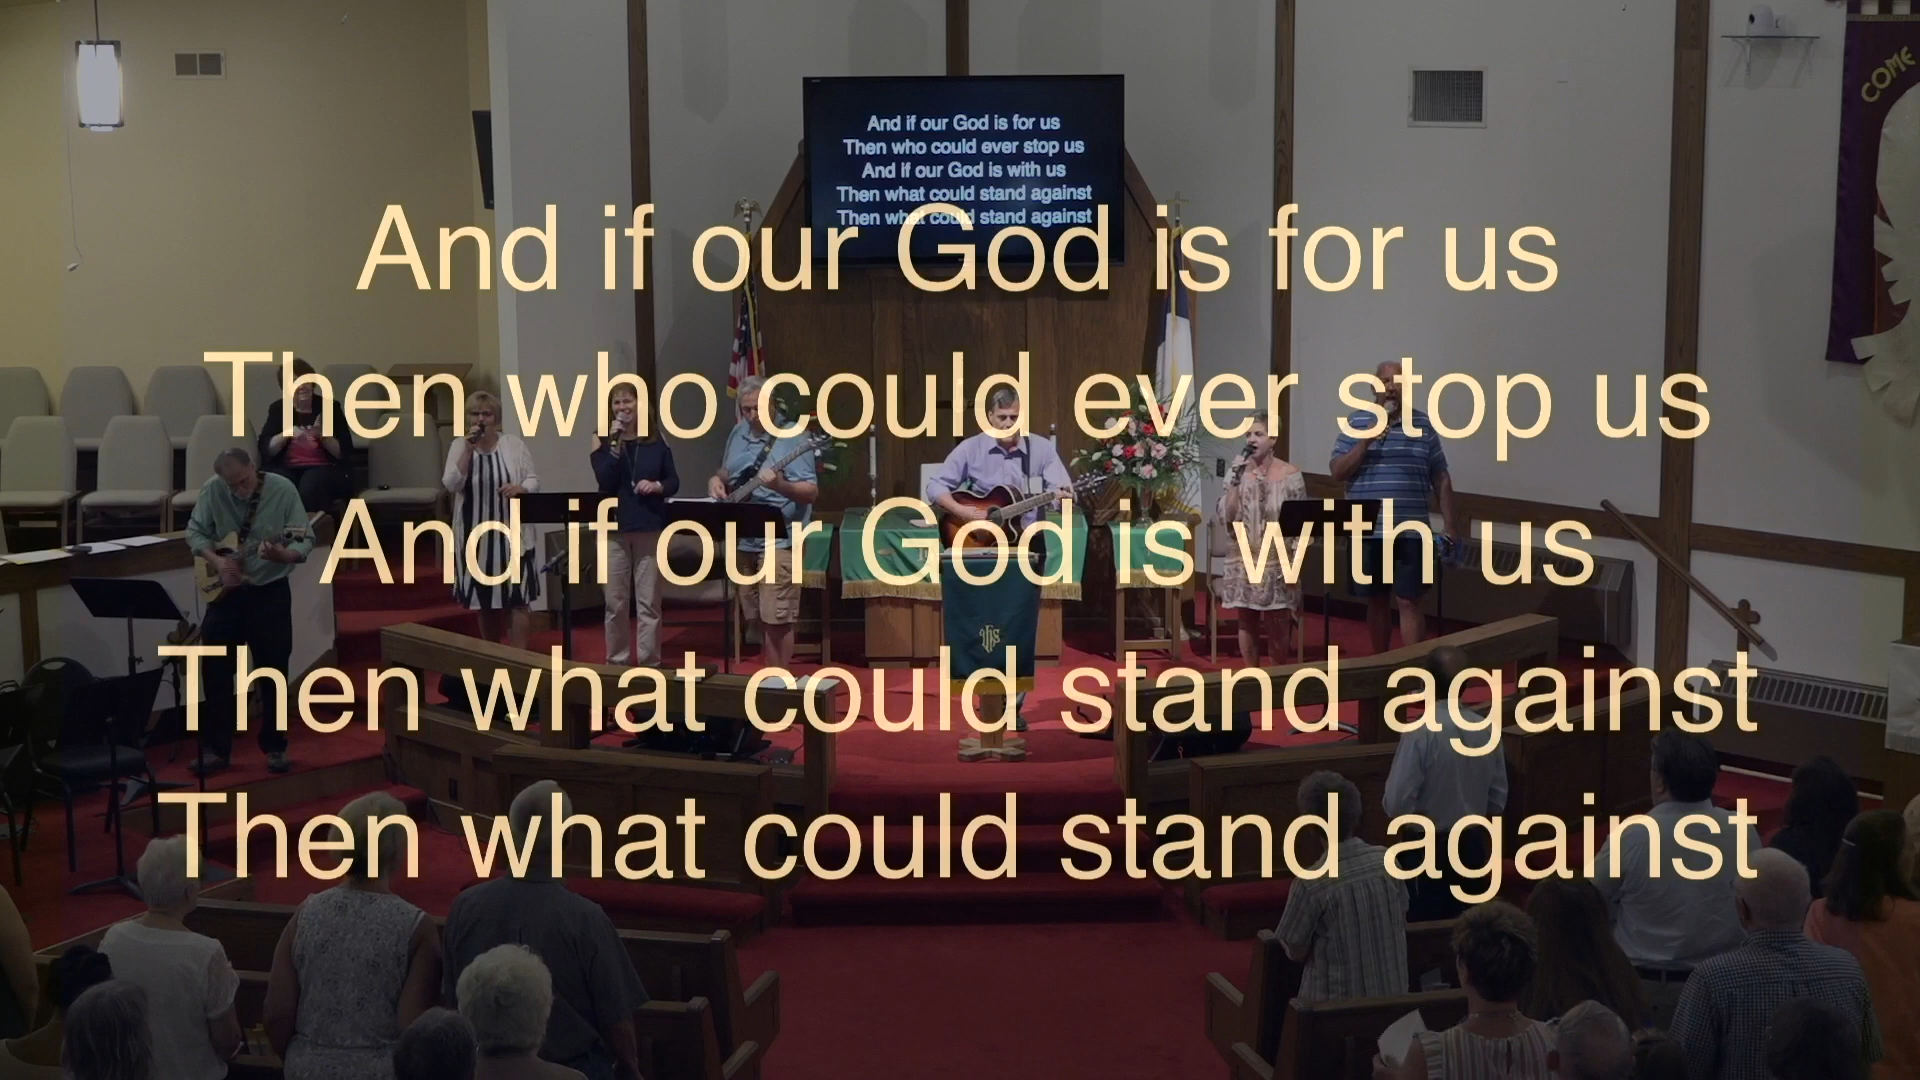 And if our God is for us
Then who could ever stop us
And if our God is with us
Then what could stand against
Then what could stand against
And if our God is for us
Then who could ever stop us
And if our God is with us
Then what could stand against
Then what could stand against
COME
IHS